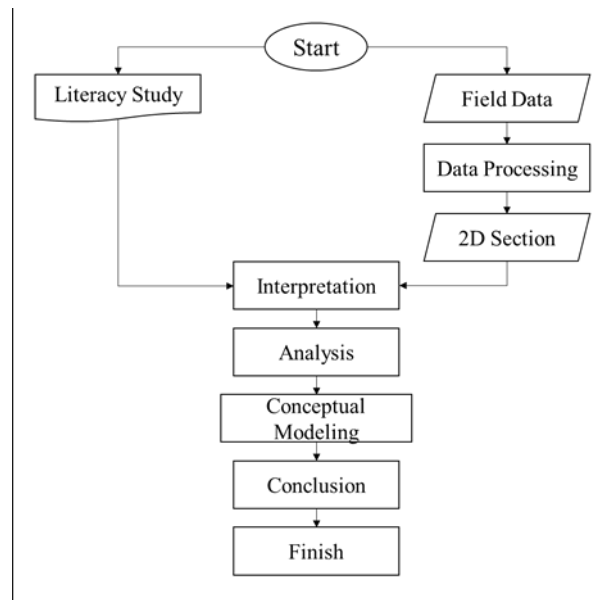 Start
Literacy Study
Field Data
Data Processing
2D Section
Interpretation
Analysis
Conceptual
Modeling
Conclusion
Finish